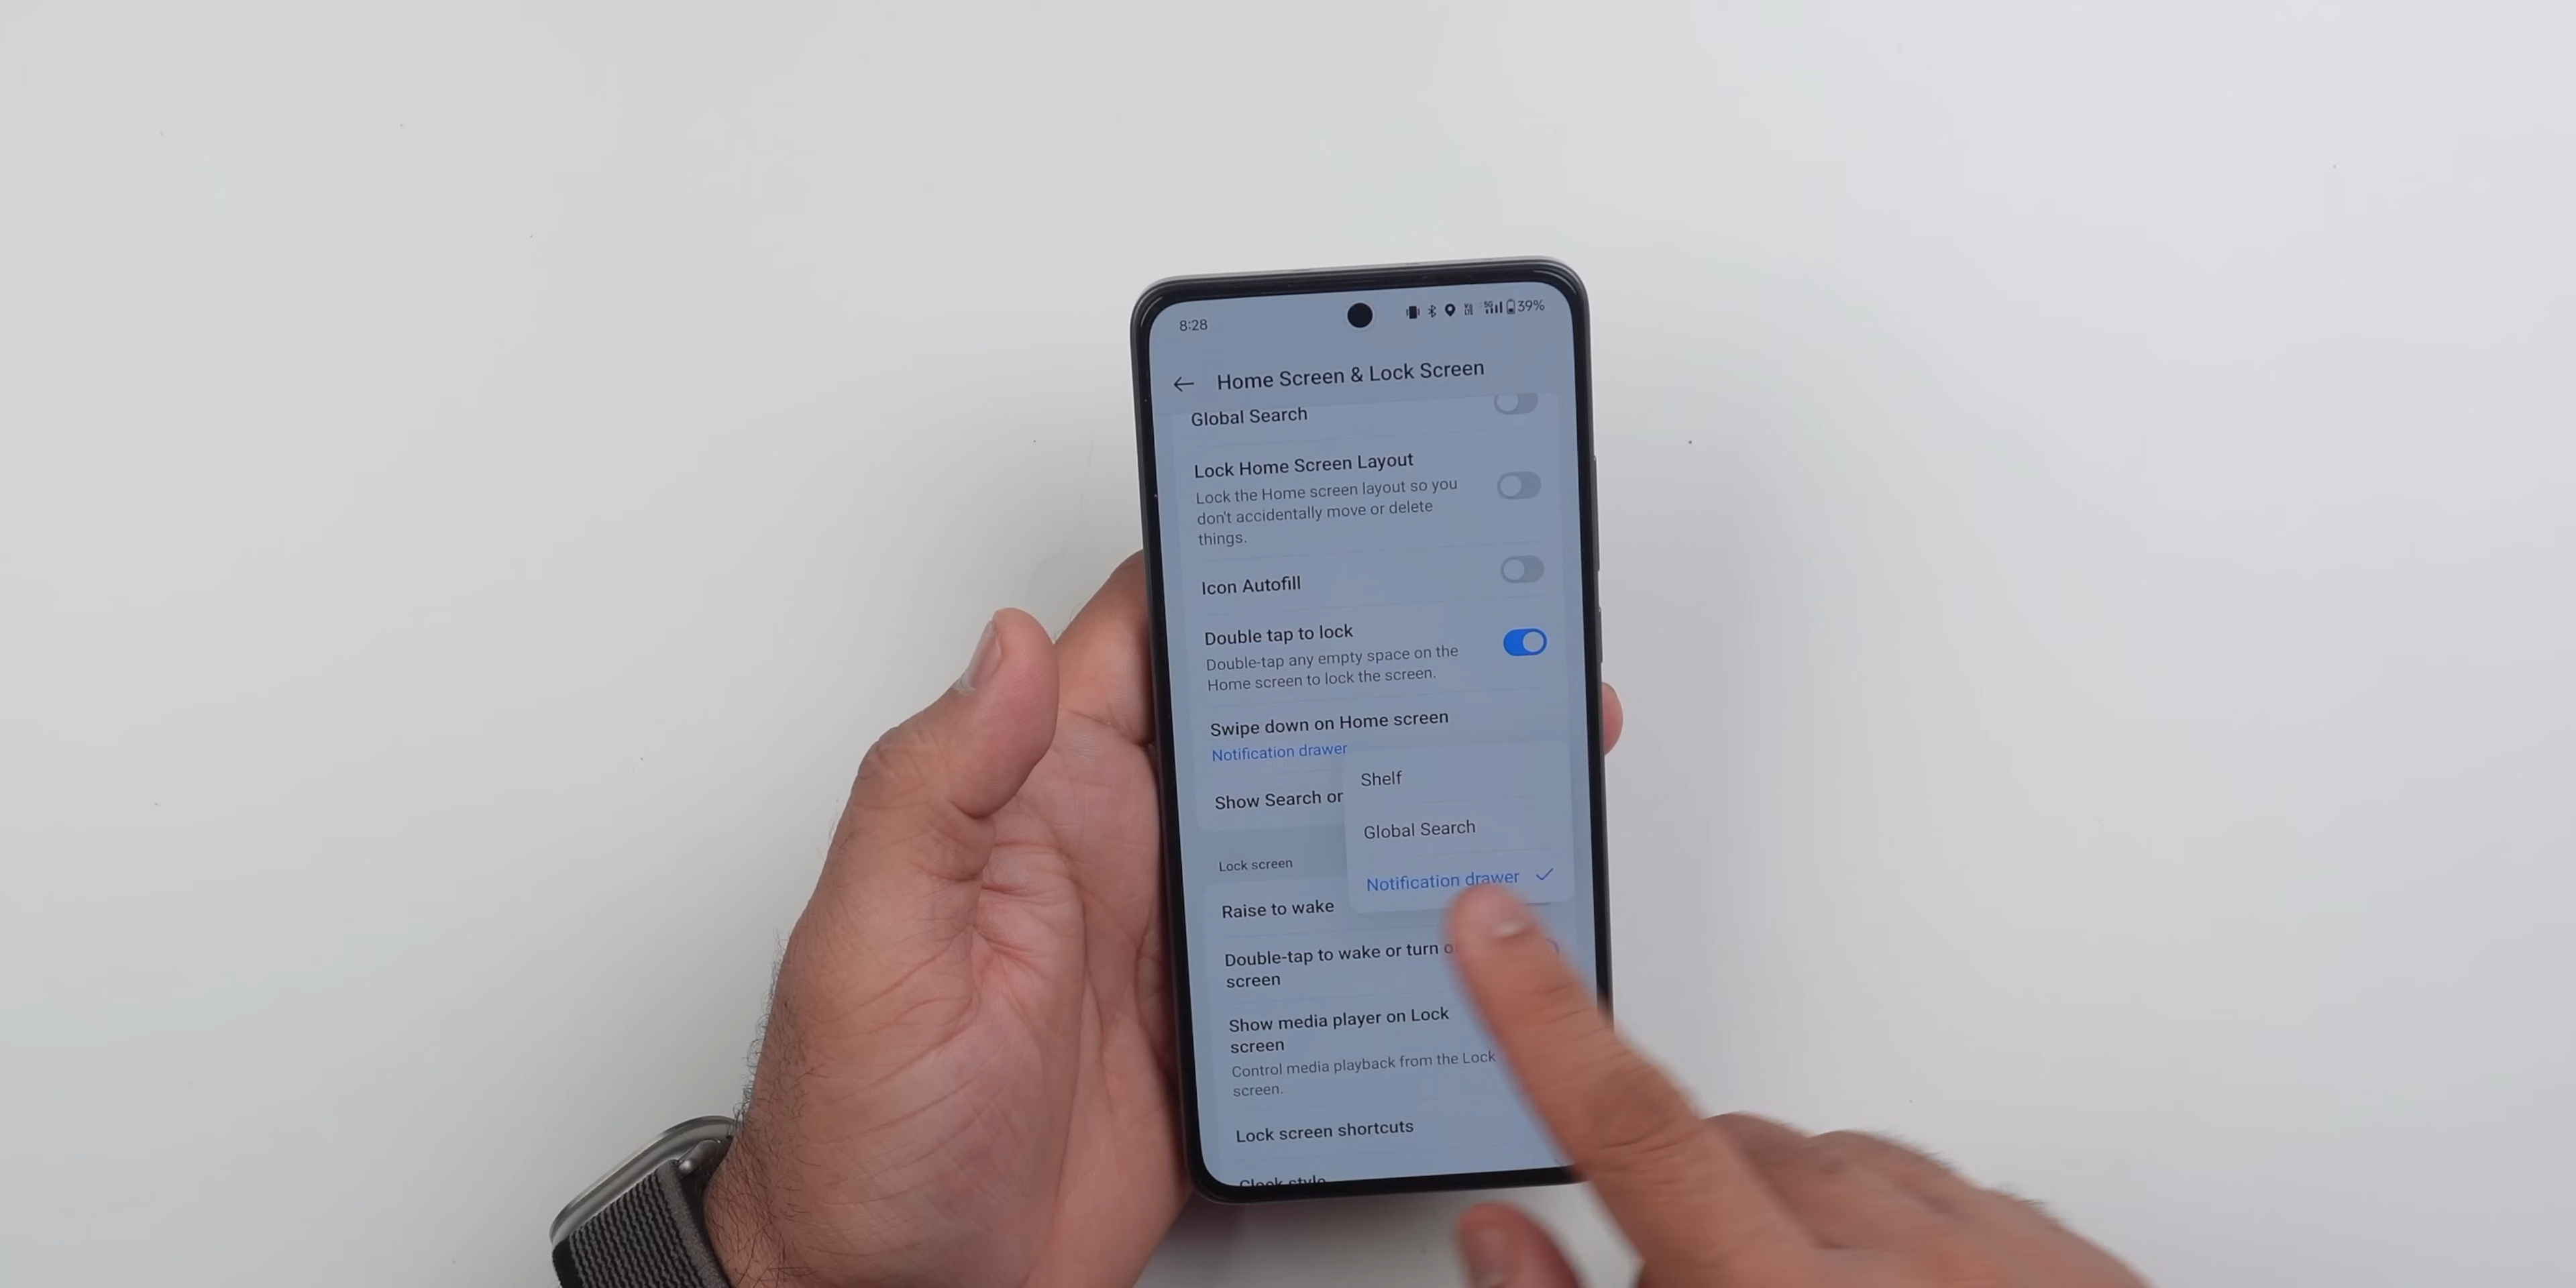 8:28
5G 39%
Home Screen & Lock Screen
Global Search
Lock Home Screen Layout
Lock the Home screen layout so you
don't accidentally move or delete
things.
Icon Autofill
Double tap to lock
Double-tap any empty space on the
Home screen to lock the screen.
Swipe down on Home screen
Notification drawer
Shelf
Show Search or
Global Search
Lock screen
Notification drawer
Raise to wake
Double-tap to wake or turn
screen
Show media player on Lock
screen
Control media playback from the Lock
screen.
Lock screen shortcuts
Clock style